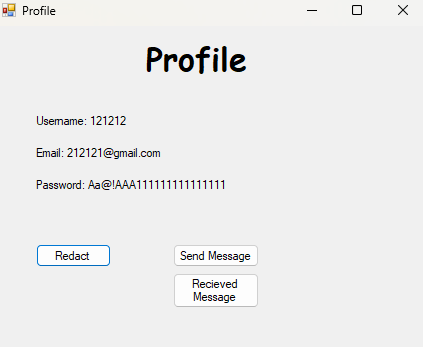 Profile
Profile
Username: 121212
Email: 212121@gmail.com
Password: Aa@!AAA111111111111111
Redact
Send Message
Recieved
Message